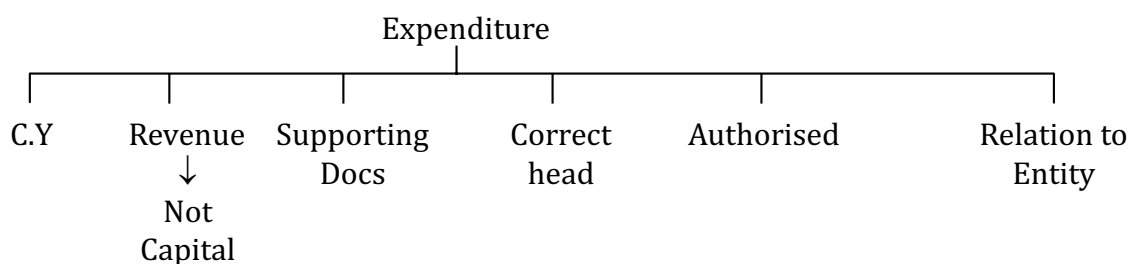 Expenditure
C.Y
Revenue
↓
Not
Capital
Supporting
Docs
Correct
head
Authorised
Relation to
Entity